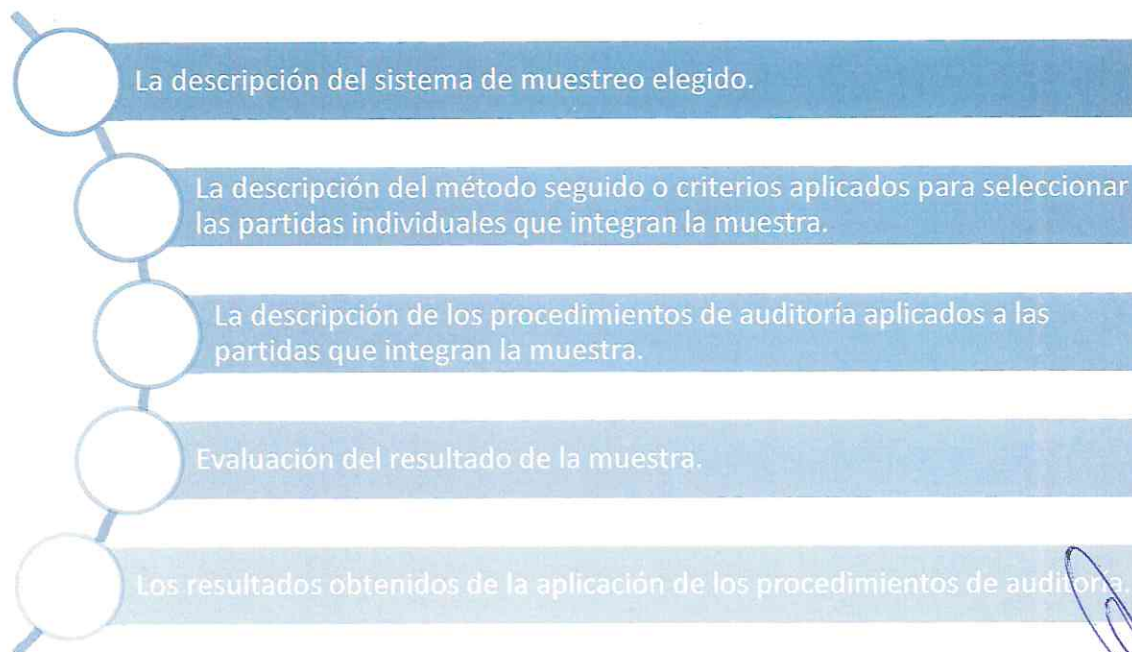 La descripción del sistema de muestreo elegido.
La descripción del método seguido o criterios aplicados para seleccionar
las partidas individuales que integran la muestra.
La descripción de los procedimientos de auditoría aplicados a las
partidas que integran la muestra.
Evaluación del resultado de la muestra.
Los resultados obtenidos de la aplicación de los procedimientos de auditoría.